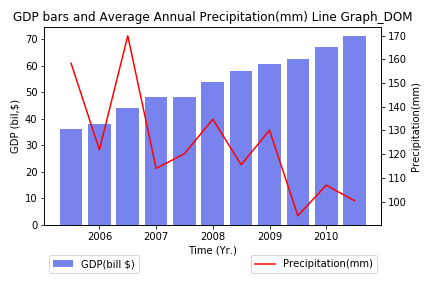 GDP bars and Average Annual Precipitation(mm) Line Graph_DOM
70
60
50
40
30
20
10
0
GDP (bil,$)
170
160
150
140
130
120
110
100
Precipitation(mm)
2006 2007 2008 2009 2010
Time (Yr.)
GDP(bill $)
Precipitation(mm)